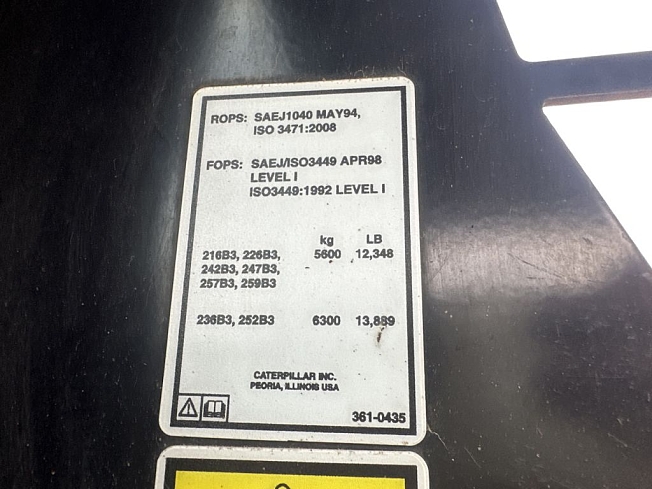 ROPS: SAEJ1040 MAY94,
ISO 3471:2008
FOPS: SAE/ISO3449 APR98
LEVEL I
ISO3449:1992 LEVEL I
kg LB
216B3, 226B3, 5600 12,348
242B3, 247B3,
257B3, 259B3
236B3, 252B3 6300 13,889
CATERPILLAR INC.
PEORIA, ILLINOIS USA
361-0435